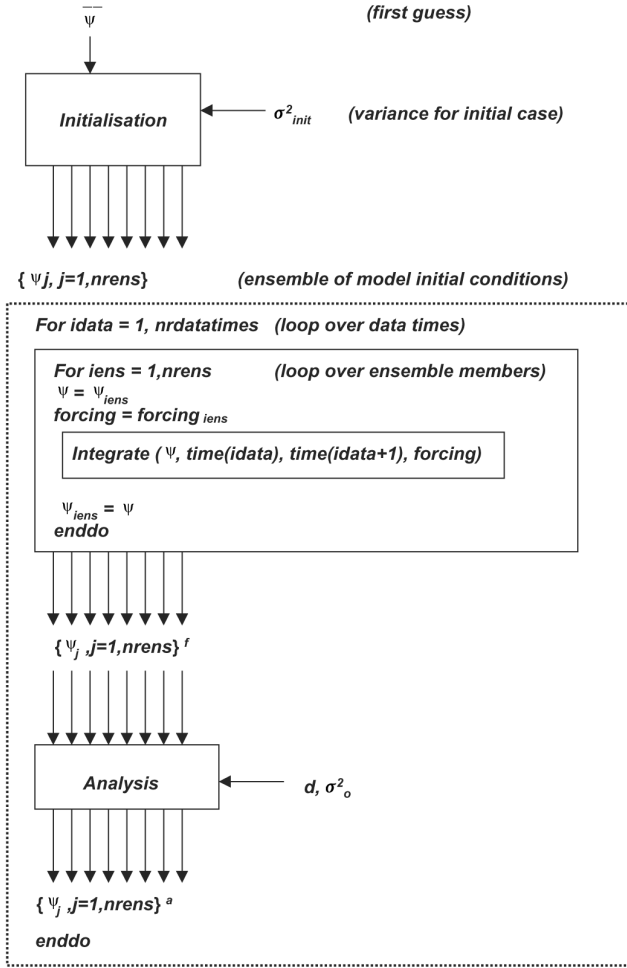 ψ̅ (first guess)
Initialisation
σ²init (variance for initial case)
{ ψj, j=1,nrens} (ensemble of model initial conditions)
For idata = 1, nrdatatimes (loop over data times)
For iens = 1,nrens (loop over ensemble members)
ψ = ψiens
forcing = forcing iens
Integrate ( ψ, time(idata), time(idata+1), forcing)
ψiens = ψ
enddo
{ ψj ,j=1,nrens} f
Analysis
d, σ²o
{ ψj ,j=1,nrens} a
enddo